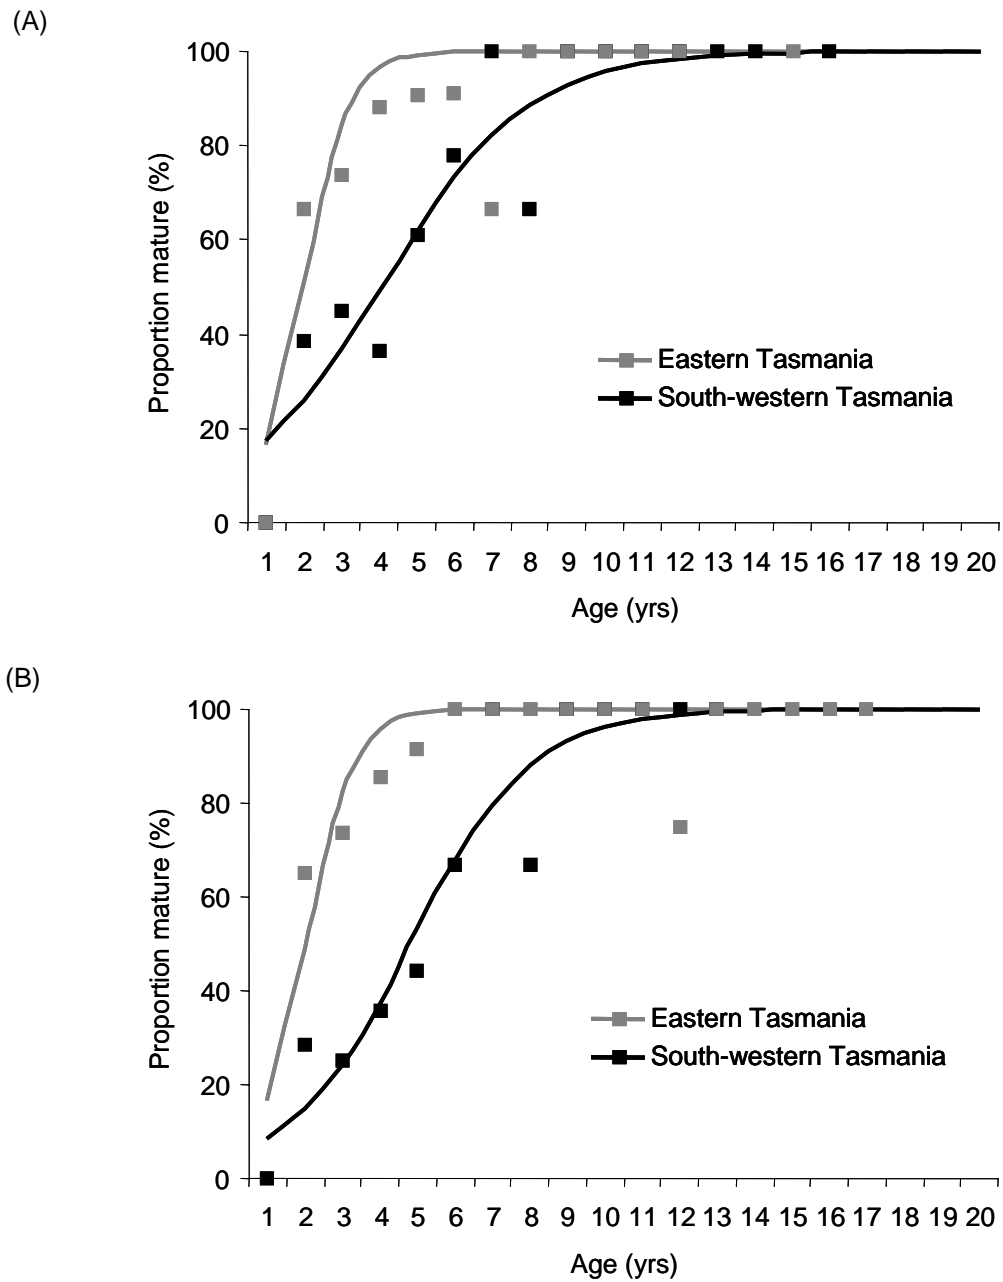 (A)
100
80
60
40
20
0
Proportion mature (%)
Eastern Tasmania
South-western Tasmania
1 2 3 4 5 6 7 8 9 10 11 12 13 14 15 16 17 18 19 20
Age (yrs)
(B)
100
80
60
40
20
0
Proportion mature (%)
Eastern Tasmania
South-western Tasmania
1 2 3 4 5 6 7 8 9 10 11 12 13 14 15 16 17 18 19 20
Age (yrs)